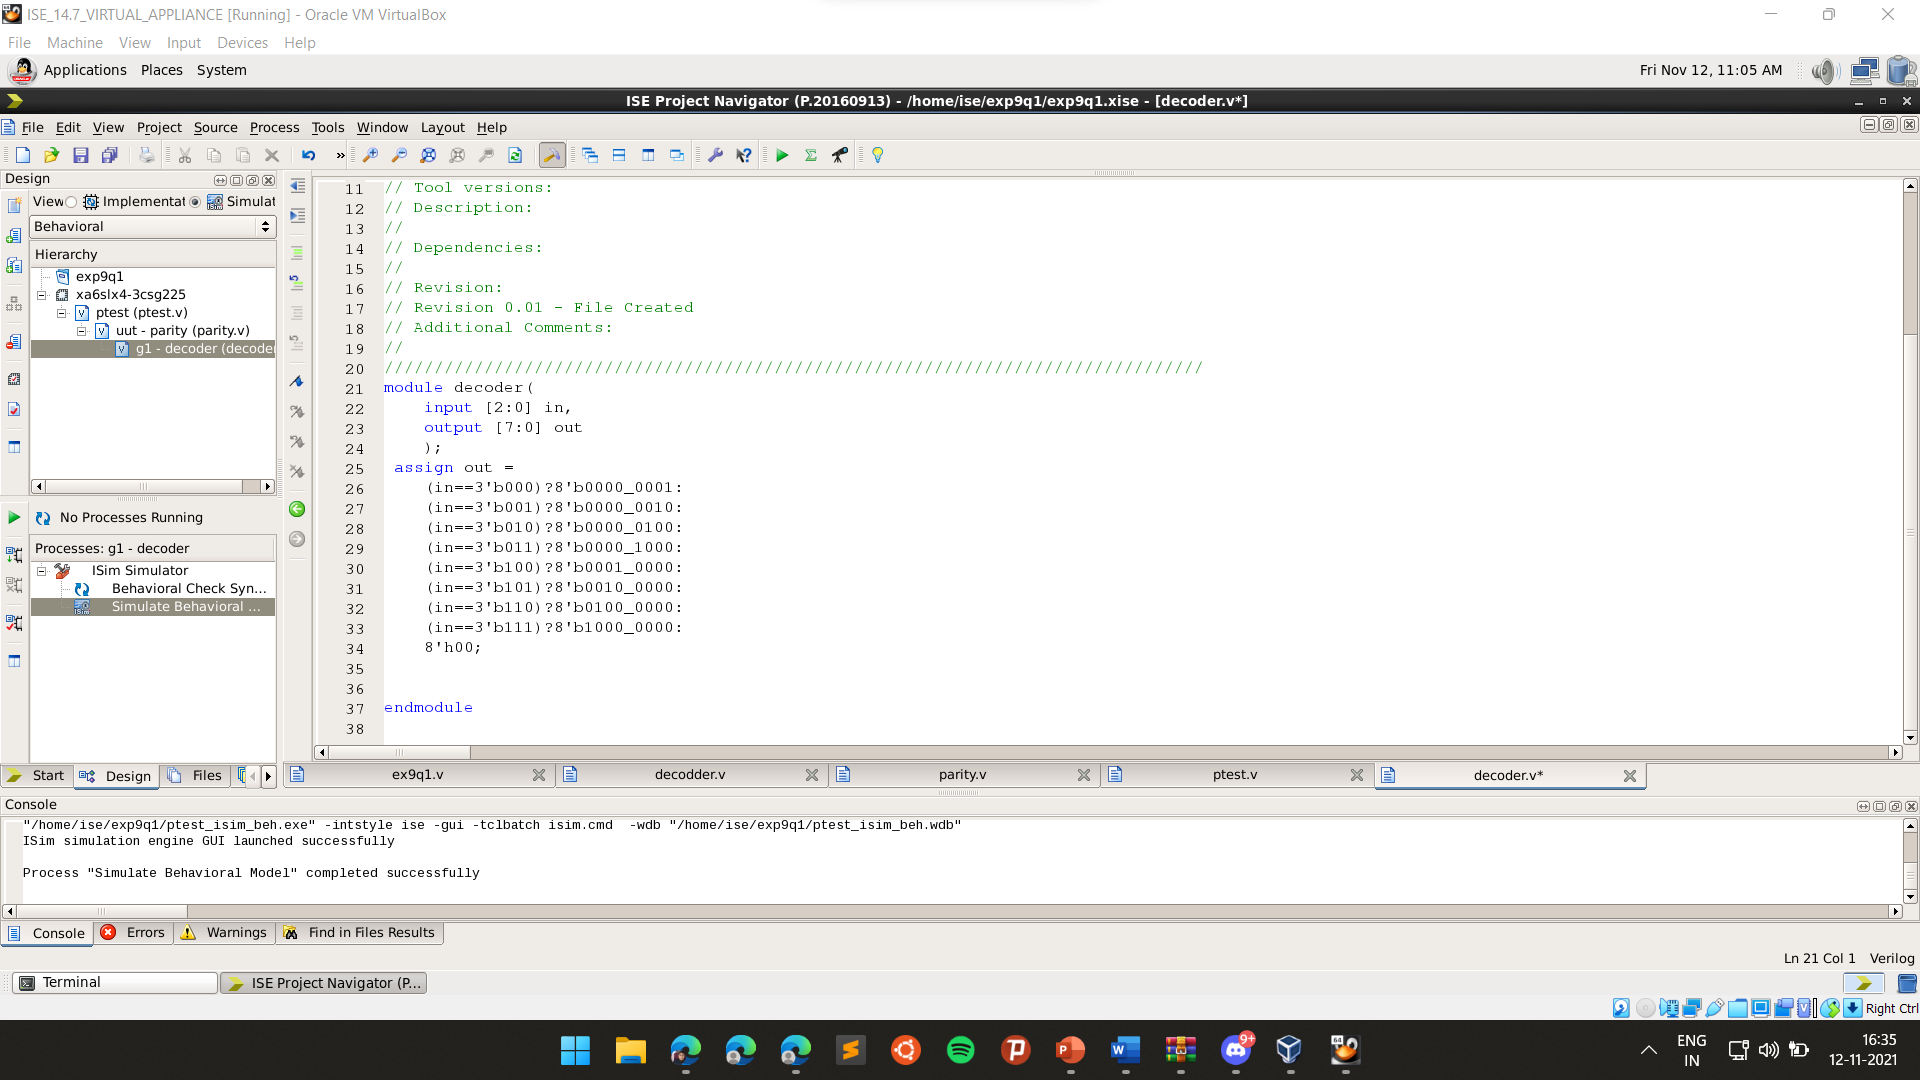 ISE_14.7_VIRTUAL_APPLIANCE [Running] - Oracle VM VirtualBox
File Machine View Input Devices Help
Applications Places System
Fri Nov 12, 11:05 AM
ISE Project Navigator (P.20160913) - /home/ise/exp9q1/exp9q1.xise - [decoder.v*]
File Edit View Project Source Process Tools Window Layout Help
Design
View Implementat Simulat
Behavioral
Hierarchy
exp9q1
xa6slx4-3csg225
ptest (ptest.v)
uut - parity (parity.v)
g1 - decoder (decoder
No Processes Running
Processes: g1 - decoder
ISim Simulator
Behavioral Check Syn...
Simulate Behavioral ...
Start Design Files
11 // Tool versions:
12 // Description:
13 //
14 // Dependencies:
15 //
16 // Revision:
17 // Revision 0.01 - File Created
18 // Additional Comments:
19 //
20 //////////////////////////////////////////////////////////////////////////////////
21 module decoder(
22 input [2:0] in,
23 output [7:0] out
24 );
25 assign out =
26 (in==3'b000)?8'b0000_0001:
27 (in==3'b001)?8'b0000_0010:
28 (in==3'b010)?8'b0000_0100:
29 (in==3'b011)?8'b0000_1000:
30 (in==3'b100)?8'b0001_0000:
31 (in==3'b101)?8'b0010_0000:
32 (in==3'b110)?8'b0100_0000:
33 (in==3'b111)?8'b1000_0000:
34 8'h00;
35
36
37 endmodule
38
ex9q1.v decodder.v parity.v ptest.v decoder.v*
Console
"/home/ise/exp9q1/ptest_isim_beh.exe" -intstyle ise -gui -tclbatch isim.cmd  -wdb "/home/ise/exp9q1/ptest_isim_beh.wdb"
ISim simulation engine GUI launched successfully
Process "Simulate Behavioral Model" completed successfully
Console Errors Warnings Find in Files Results
Ln 21 Col 1 Verilog
Terminal ISE Project Navigator (P...
Right Ctrl
9+
ENG
IN
16:35
12-11-2021